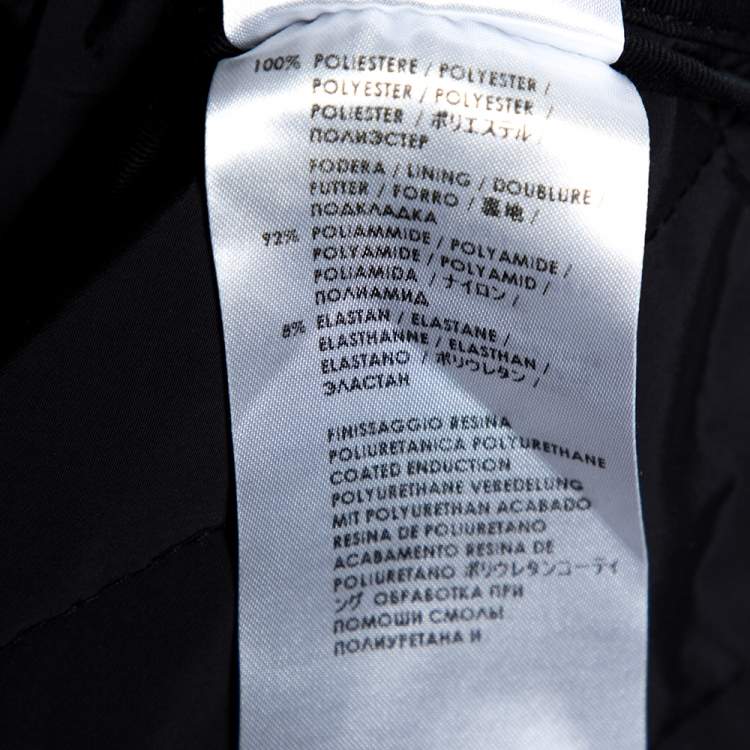 100% POLIESTERE / POLYESTER /
POLYESTER / POLYESTER /
POLIESTER / ポリエステル /
ПОЛИЭСТЕР
FODERA / LINING / DOUBLURE /
FUTTER / FORRO / 裏地 /
ПОДКЛАДКА
92% POLIAMMIDE / POLYAMIDE /
POLYAMIDE / POLYAMID /
POLIAMIDA / ナイロン /
ПОЛИАМИД
8% ELASTAN / ELASTANE /
ELASTHANNE / ELASTHAN /
ELASTANO / ポリウレタン /
ЭЛАСТАН
FINISSAGGIO RESINA
POLIURETANICA POLYURETHANE
COATED ENDUCTION
POLYURETHANE VEREDELUNG
MIT POLYURETHAN ACABADO
RESINA DE POLIURETANO
ACABAMENTO RESINA DE
POLIURETANO ポリウレタンコーティ
ング ОБРАБОТКА ПРИ
ПОМОШИ СМОЛЫ
ПОЛИУРЕТАНА И